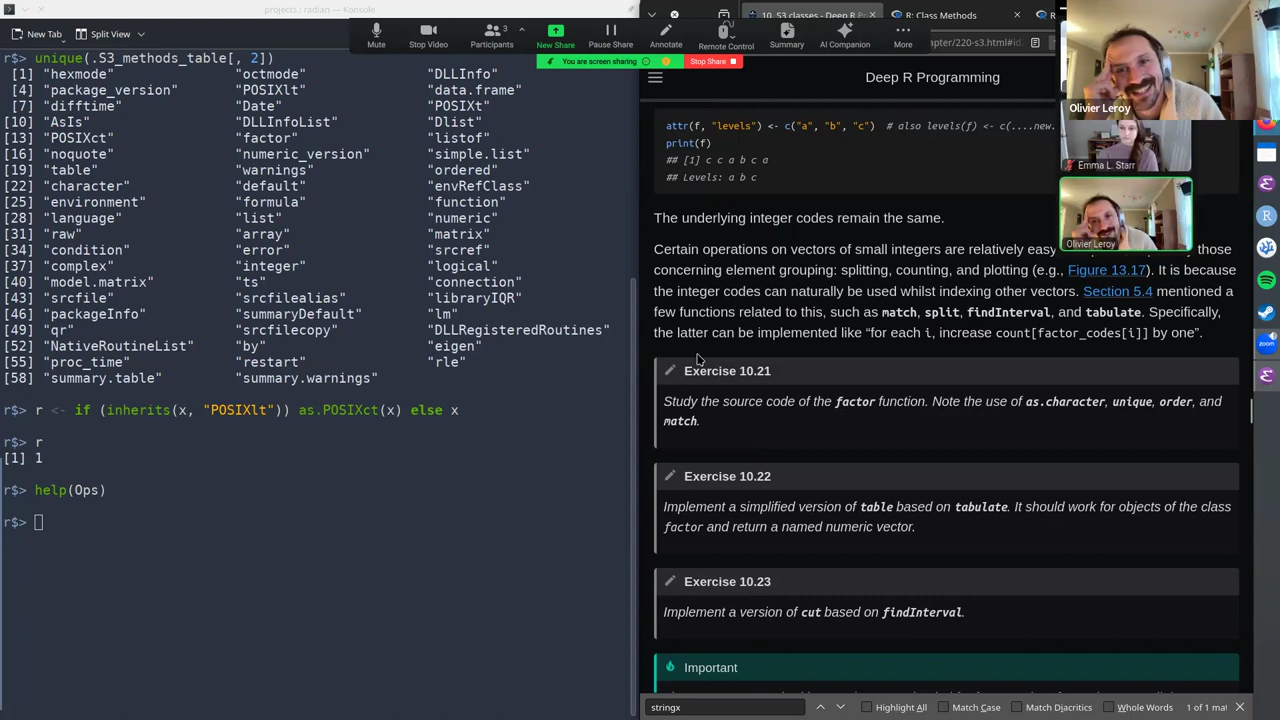 projects : radian — Konsole
New Tab
Split View
r$> unique(.S3_methods_table[, 2])
[1] "hexmode" "octmode" "DLLInfo"
[4] "package_version" "POSIXlt" "data.frame"
[7] "difftime" "Date" "POSIXt"
[10] "AsIs" "DLLInfoList" "Dlist"
[13] "POSIXct" "factor" "listof"
[16] "noquote" "numeric_version" "simple.list"
[19] "table" "warnings" "ordered"
[22] "character" "default" "envRefClass"
[25] "environment" "formula" "function"
[28] "language" "list" "numeric"
[31] "raw" "array" "matrix"
[34] "condition" "error" "srcref"
[37] "complex" "integer" "logical"
[40] "model.matrix" "ts" "connection"
[43] "srcfile" "srcfilealias" "libraryIQR"
[46] "packageInfo" "summaryDefault" "lm"
[49] "qr" "srcfilecopy" "DLLRegisteredRoutines"
[52] "NativeRoutineList" "by" "eigen"
[55] "proc_time" "restart" "rle"
[58] "summary.table" "summary.warnings"
r$> r <- if (inherits(x, "POSIXlt")) as.POSIXct(x) else x
r$> r
[1] 1
r$> help(Ops)
r$>
Mute
Stop Video
Participants
3
New Share
Pause Share
Annotate
Remote Control
Summary
AI Companion
More
You are screen sharing
Stop Share
10 S3 classes - Deep R P
R: Class Methods
apter/220-s3.html#id
Deep R Programming
attr(f, "levels") <- c("a", "b", "c") # also levels(f) <- c(....new.
print(f)
## [1] c c a b c a
## Levels: a b c
The underlying integer codes remain the same.
Certain operations on vectors of small integers are relatively easy those
concerning element grouping: splitting, counting, and plotting (e.g., Figure 13.17). It is because
the integer codes can naturally be used whilst indexing other vectors. Section 5.4 mentioned a
few functions related to this, such as match, split, findInterval, and tabulate. Specifically,
the latter can be implemented like “for each i, increase count[factor_codes[i]] by one”.
Exercise 10.21
Study the source code of the factor function. Note the use of as.character, unique, order, and
match.
Exercise 10.22
Implement a simplified version of table based on tabulate. It should work for objects of the class
factor and return a named numeric vector.
Exercise 10.23
Implement a version of cut based on findInterval.
Important
stringx
Highlight All
Match Case
Match Diacritics
Whole Words
1 of 1 mat
Olivier Leroy
Emma L. Starr
Olivier Leroy
zoom